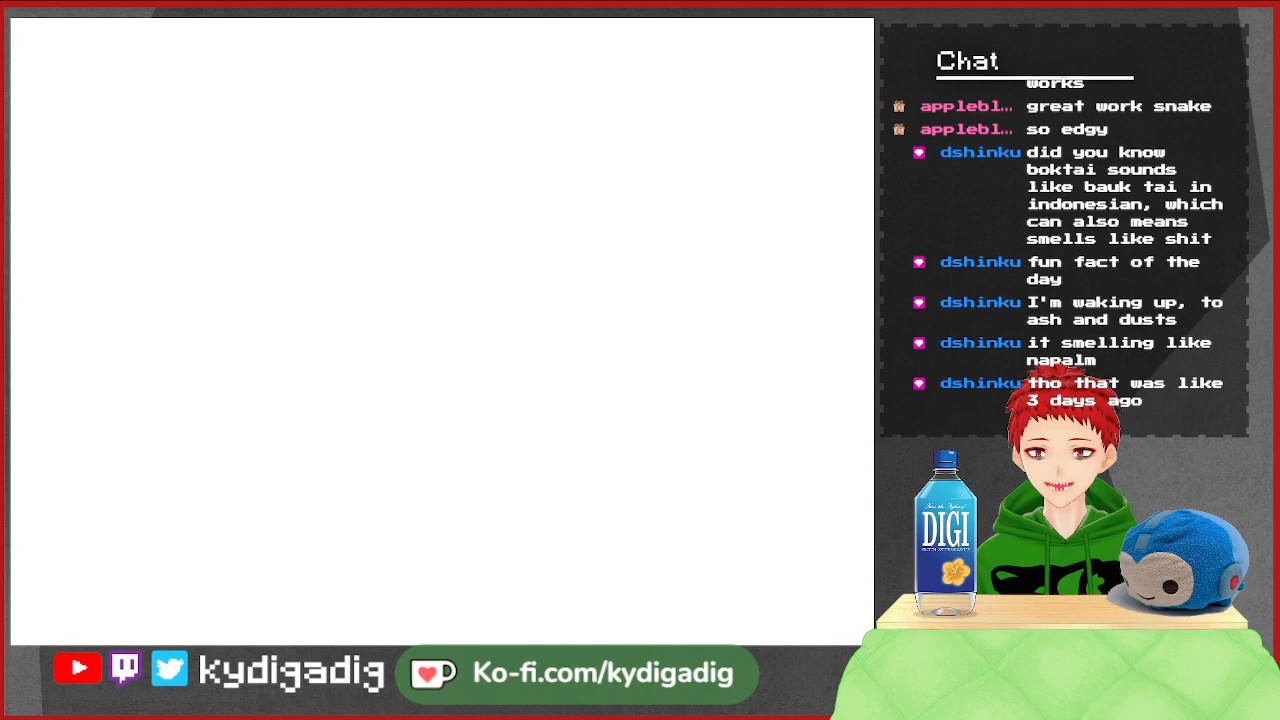 Chat
works
applebl... great work snake
applebl... so edgy
dshinku did you know
boktai sounds
like bauk tai in
indonesian, which
can also means
smells like shit
dshinku fun fact of the
day
dshinku I'm waking up, to
ash and dusts
dshinku it smelling like
napalm
dshinku tho that was like
3 days ago
DIGI
kydigadig
Ko-fi.com/kydigadig